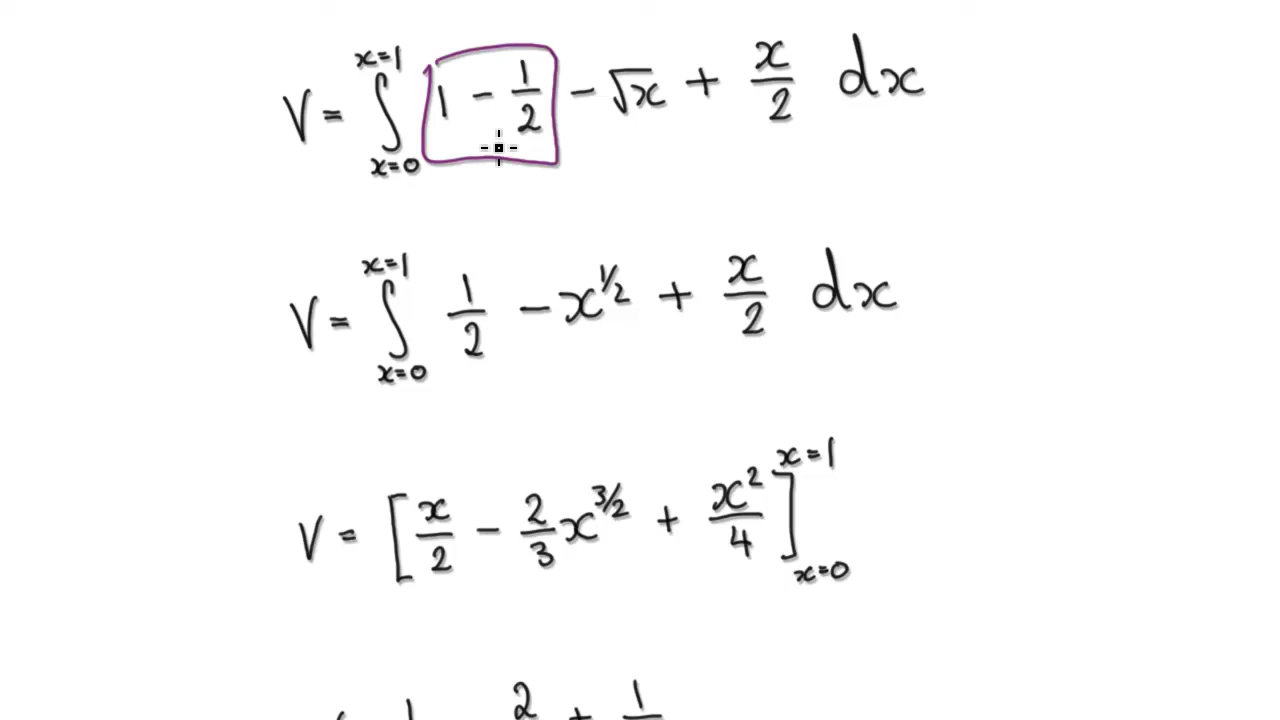 V = ∫_{x=0}^{x=1} 1 - 1/2 - √x + x/2 dx
V = ∫_{x=0}^{x=1} 1/2 - x^{1/2} + x/2 dx
V = [x/2 - 2/3 x^{3/2} + x²/4]_{x=0}^{x=1}